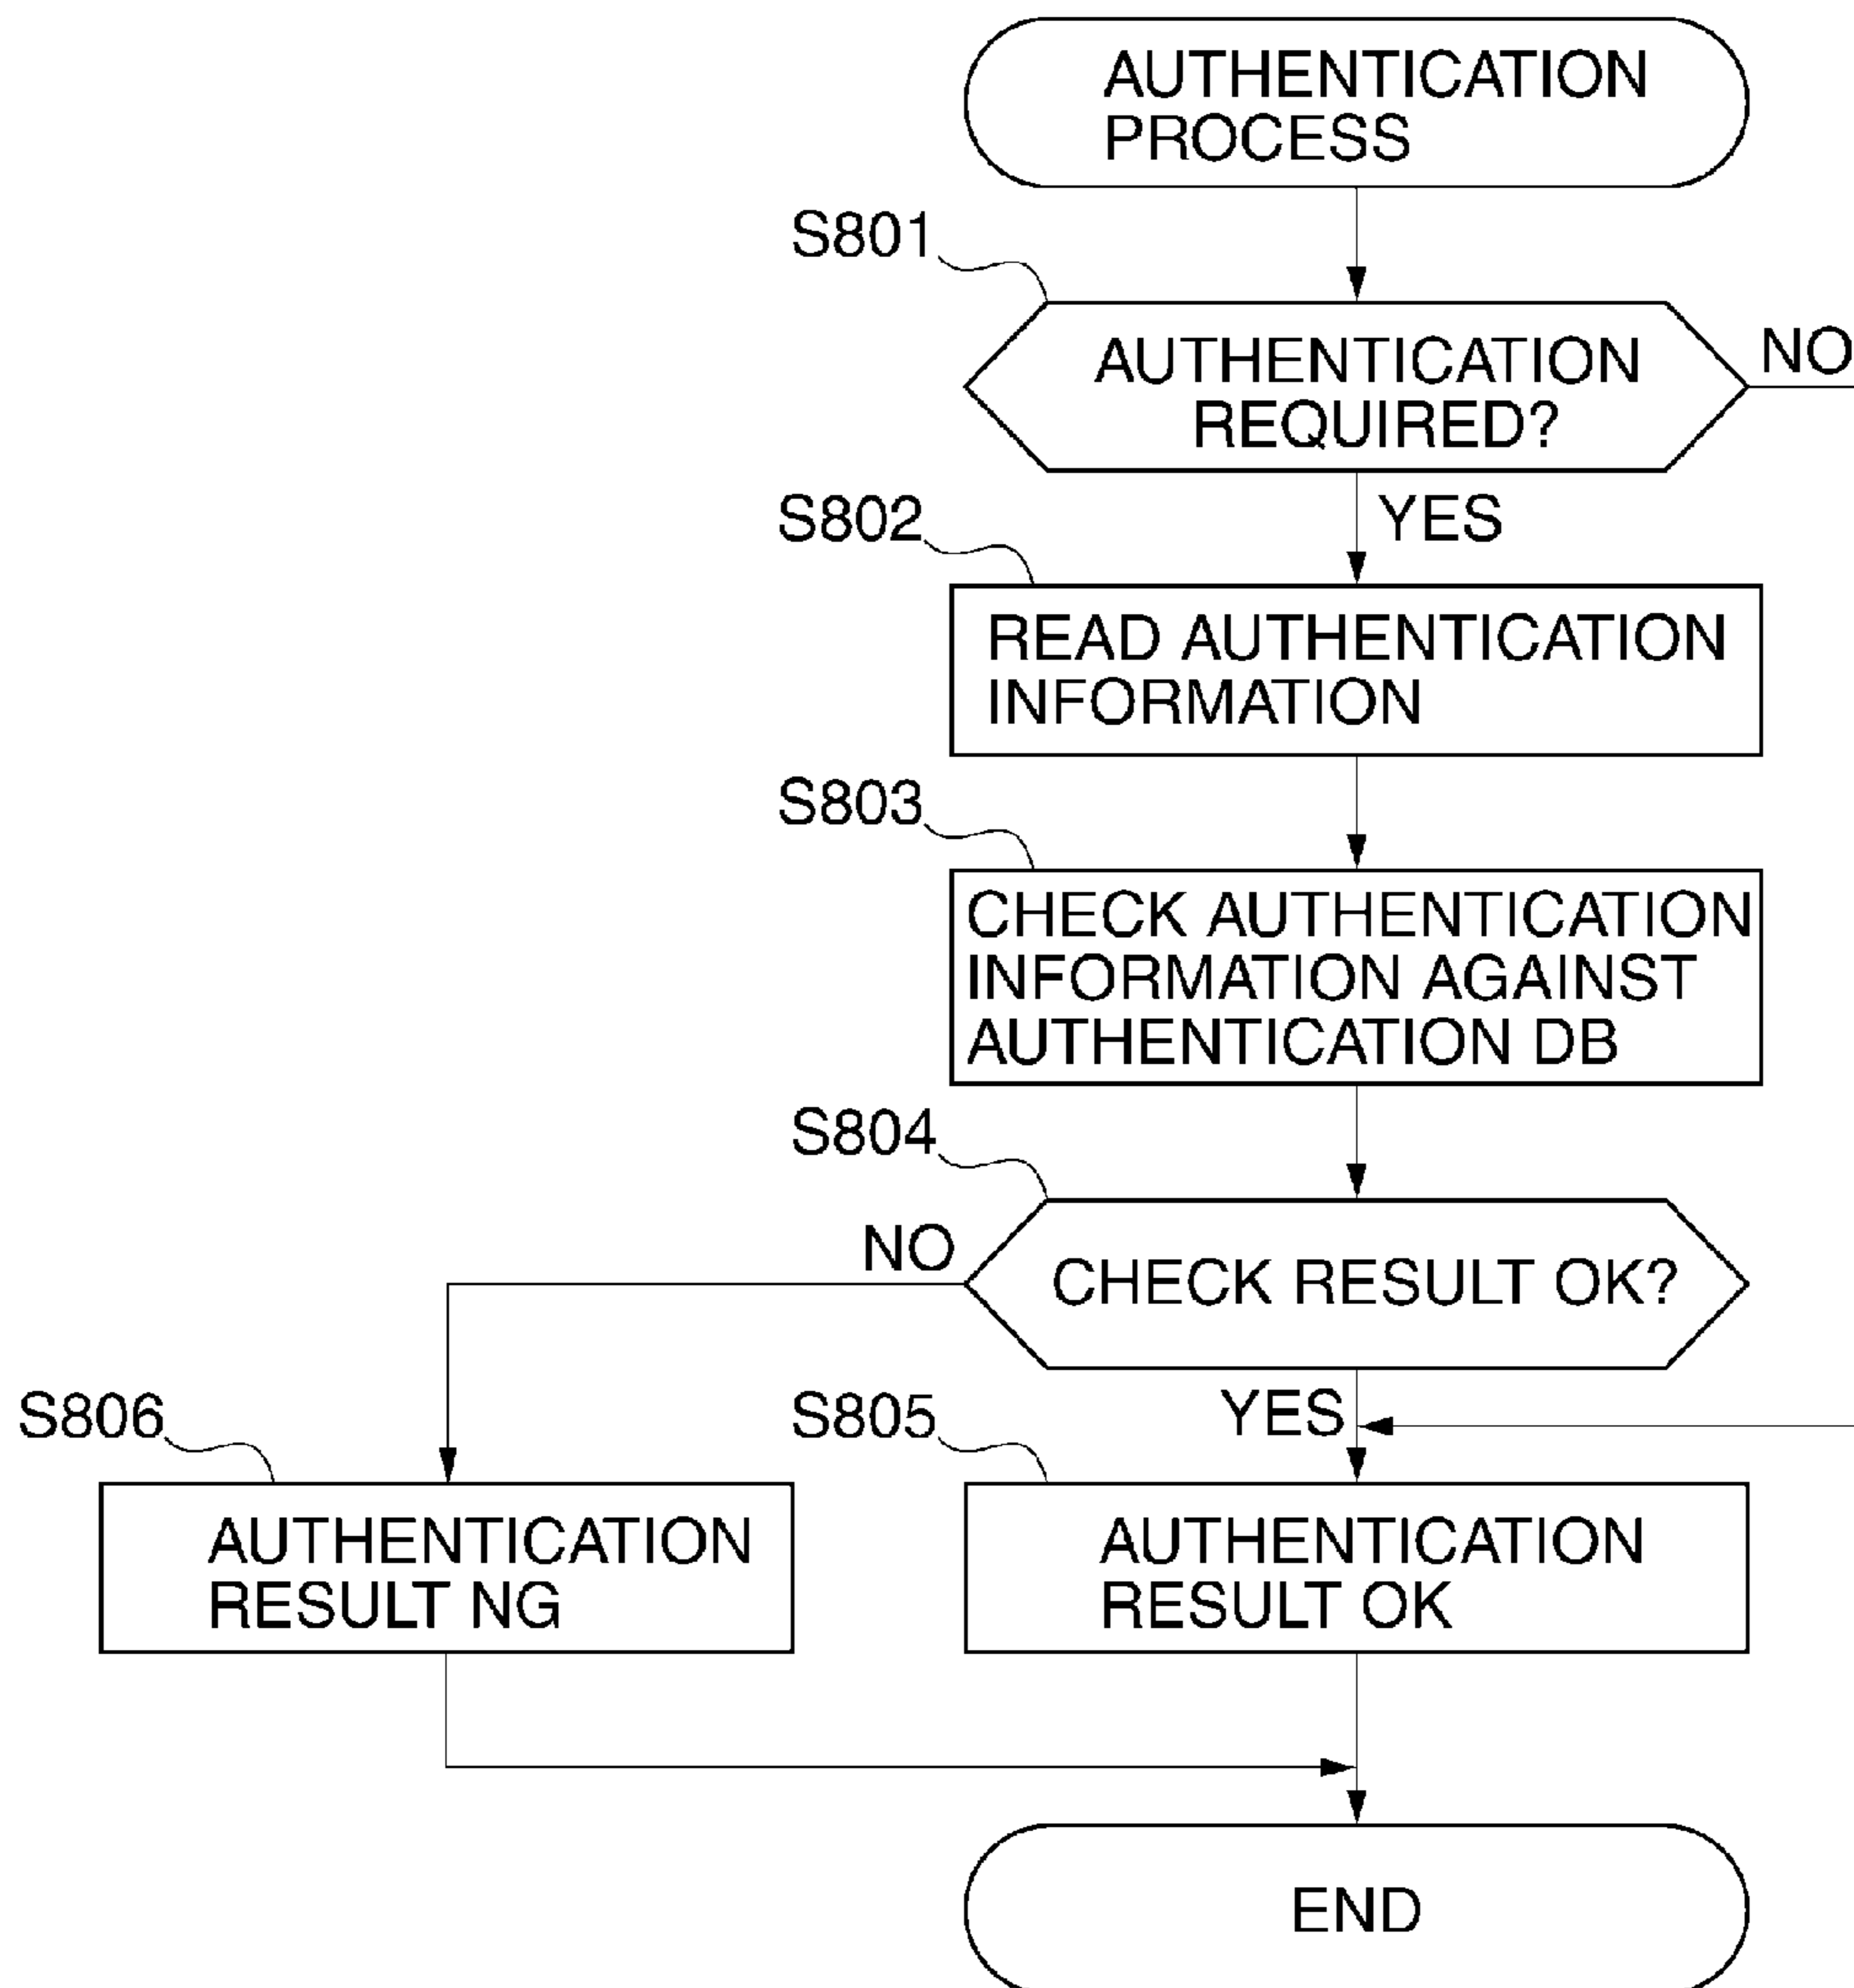 AUTHENTICATION
PROCESS
S801
AUTHENTICATION
REQUIRED?
NO
YES
S802
READ AUTHENTICATION
INFORMATION
S803
CHECK AUTHENTICATION
INFORMATION AGAINST
AUTHENTICATION DB
S804
NO
CHECK RESULT OK?
YES
S806
AUTHENTICATION
RESULT NG
S805
AUTHENTICATION
RESULT OK
END